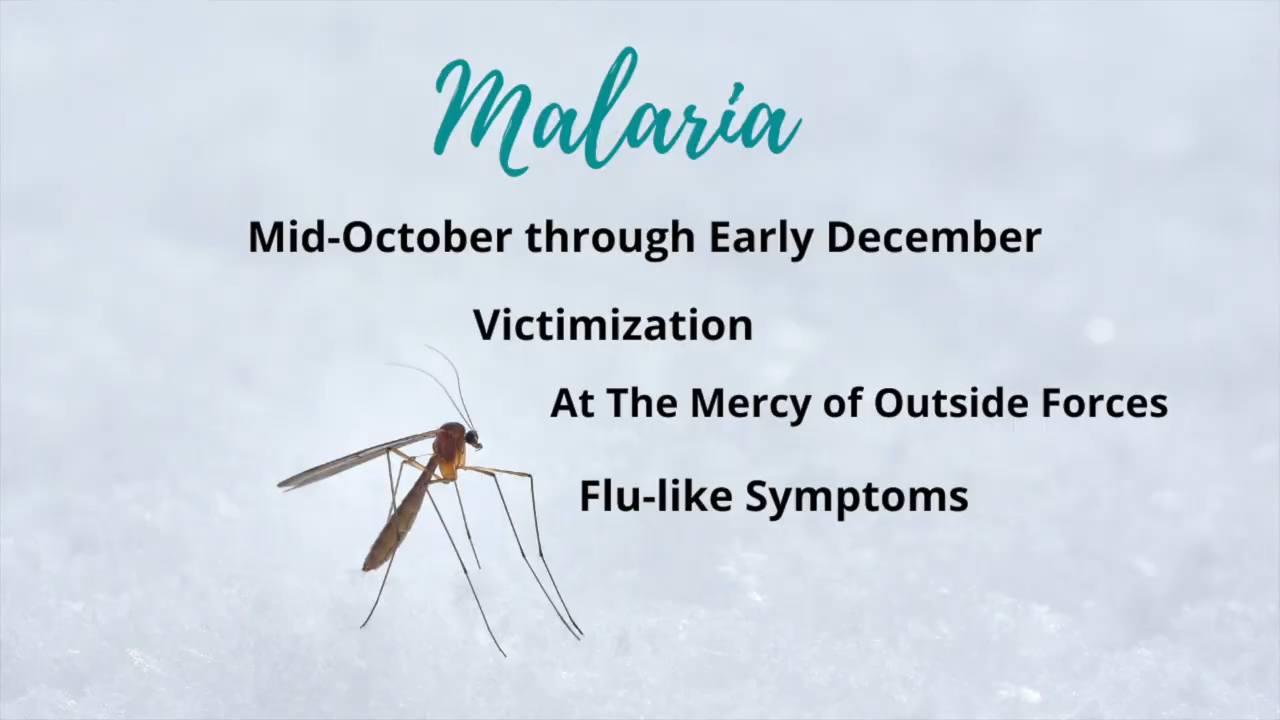 Malaria
Mid-October through Early December
Victimization
At The Mercy of Outside Forces
Flu-like Symptoms